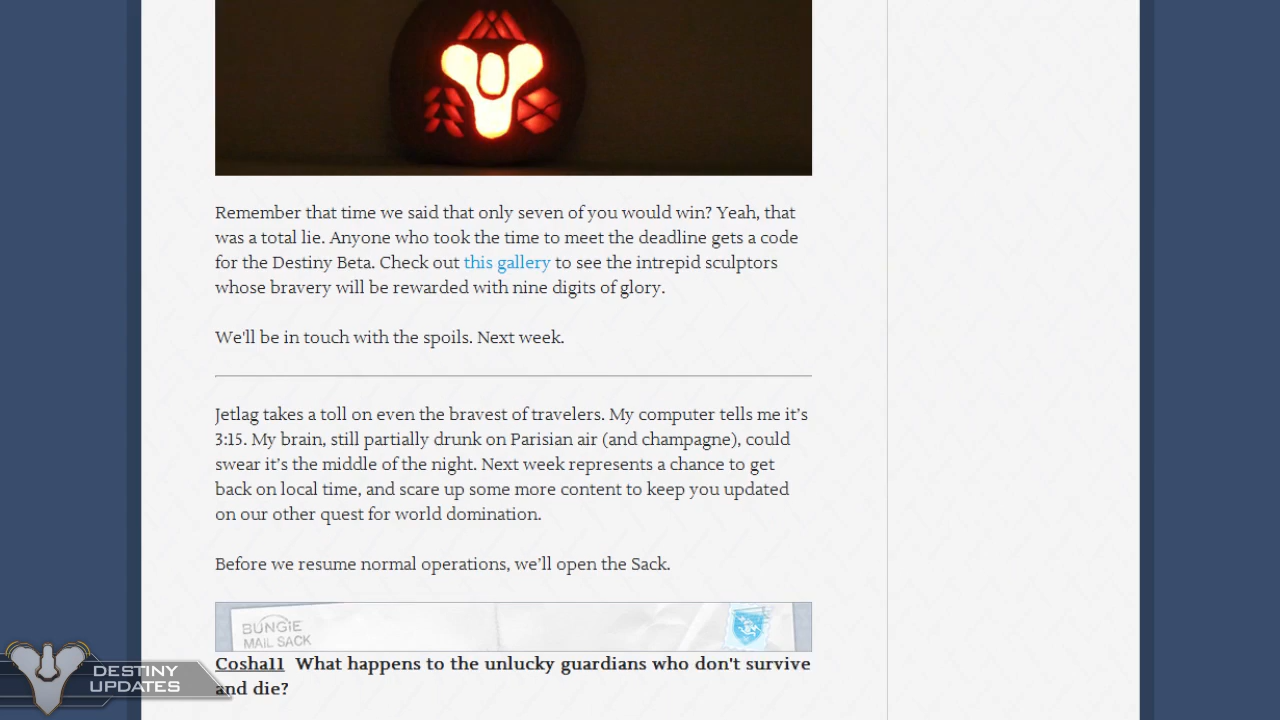 Remember that time we said that only seven of you would win? Yeah, that
was a total lie. Anyone who took the time to meet the deadline gets a code
for the Destiny Beta. Check out this gallery to see the intrepid sculptors
whose bravery will be rewarded with nine digits of glory.
We'll be in touch with the spoils. Next week.
Jetlag takes a toll on even the bravest of travelers. My computer tells me it's
3:15. My brain, still partially drunk on Parisian air (and champagne), could
swear it's the middle of the night. Next week represents a chance to get
back on local time, and scare up some more content to keep you updated
on our other quest for world domination.
Before we resume normal operations, we'll open the Sack.
BUNGIE
MAIL SACK
Cosha11 What happens to the unlucky guardians who don't survive
and die?
DESTINY
UPDATES